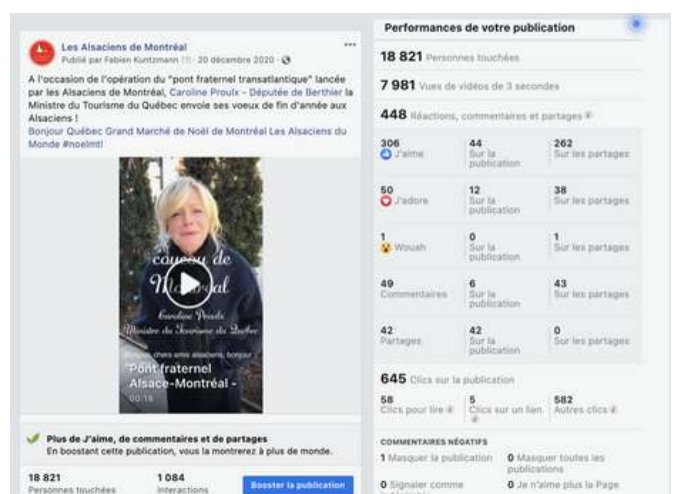 Les Alsaciens de Montréal
Publié par Fabien Kuntzmann · 20 décembre 2020 ·
A l'occasion de l'opération du "pont fraternel transatlantique" lancée
par les Alsaciens de Montréal, Caroline Proulx - Députée de Berthier la
Ministre du Tourisme du Québec envoie ses voeux de fin d'année aux
Alsaciens !
Bonjour Québec Grand Marché de Noël de Montréal Les Alsaciens du
Monde #noelmtl
coucou de
Montréal
Caroline Proulx
Ministre du Tourisme du Québec
Bonjour, chers amis alsaciens, bonjour
Pont fraternel
Alsace-Montréal -
00:18
Plus de J'aime, de commentaires et de partages
En boostant cette publication, vous la montrerez à plus de monde.
18 821
Personnes touchées
1 084
Interactions
Booster la publication
Performances de votre publication
18 821 Personnes touchées
7 981 Vues de vidéos de 3 secondes
448 Réactions, commentaires et partages
306
J'aime
44
Sur la
publication
262
Sur les partages
50
J'adore
12
Sur la
publication
38
Sur les partages
1
Wouah
0
Sur la
publication
1
Sur les partages
49
Commentaires
6
Sur la
publication
43
Sur les partages
42
Partages
42
Sur la
publication
0
Sur les partages
645 Clics sur la publication
58
Clics pour lire
5
Clics sur un lien
582
Autres clics
COMMENTAIRES NÉGATIFS
1 Masquer la publication
0 Masquer toutes les
publications
0 Signaler comme
0 Je n'aime plus la Page